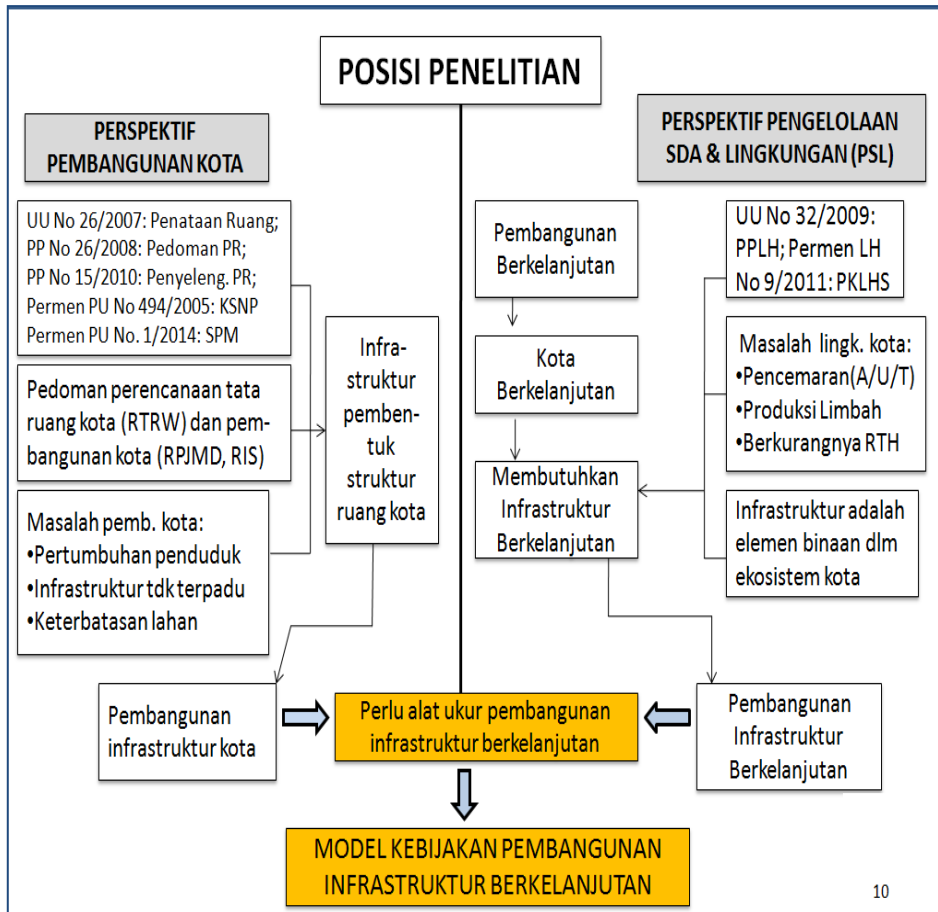 POSISI PENELITIAN
PERSPEKTIF
PEMBANGUNAN KOTA
UU No 26/2007: Penataan Ruang;
PP No 26/2008: Pedoman PR;
PP No 15/2010: Penyeleng. PR;
Permen PU No 494/2005: KSNP
Permen PU No. 1/2014: SPM
Pedoman perencanaan tata
ruang kota (RTRW) dan pem-
bangunan kota (RPJMD, RIS)
Masalah pemb. kota:
•Pertumbuhan penduduk
•Infrastruktur tdk terpadu
•Keterbatasan lahan
Infra-
struktur
pemben-
tuk
struktur
ruang kota
Pembangunan
infrastruktur kota
PERSPEKTIF PENGELOLAAN
SDA & LINGKUNGAN (PSL)
Pembangunan
Berkelanjutan
Kota
Berkelanjutan
Membutuhkan
Infrastruktur
Berkelanjutan
UU No 32/2009:
PPLH; Permen LH
No 9/2011: PKLHS
Masalah lingk. kota:
•Pencemaran(A/U/T)
•Produksi Limbah
•Berkurangnya RTH
Infrastruktur adalah
elemen binaan dlm
ekosistem kota
Pembangunan
Infrastruktur
Berkelanjutan
Perlu alat ukur pembangunan
infrastruktur berkelanjutan
MODEL KEBIJAKAN PEMBANGUNAN
INFRASTRUKTUR BERKELANJUTAN
10